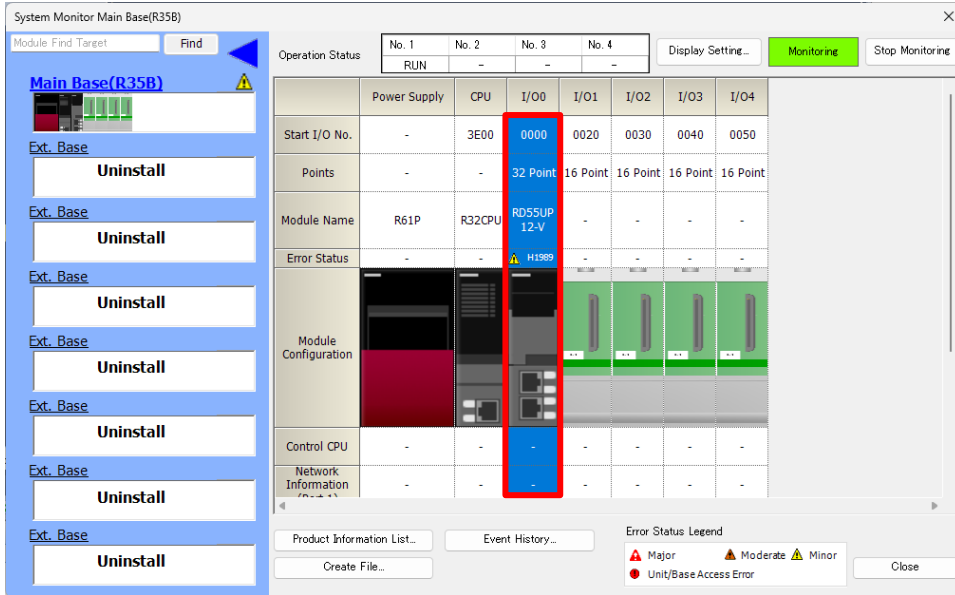 System Monitor Main Base(R35B)
Module Find Target
Find
Main Base(R35B)
Ext. Base
Uninstall
Ext. Base
Uninstall
Ext. Base
Uninstall
Ext. Base
Uninstall
Ext. Base
Uninstall
Ext. Base
Uninstall
Ext. Base
Uninstall
Operation Status
No. 1 No. 2 No. 3 No. 4
RUN - - -
Display Setting...
Monitoring
Stop Monitoring
Power Supply CPU I/O0 I/O1 I/O2 I/O3 I/O4
Start I/O No. - 3E00 0000 0020 0030 0040 0050
Points - - 32 Point 16 Point 16 Point 16 Point 16 Point
Module Name R61P R32CPU RD55UP - - - -
12-V
Error Status - - H1989 - - - -
Module
Configuration
Control CPU - - - - - - -
Network
Information - - - - - - -
(Port 1)
Product Information List...
Event History...
Create File...
Error Status Legend
Major Moderate Minor
Unit/Base Access Error
Close